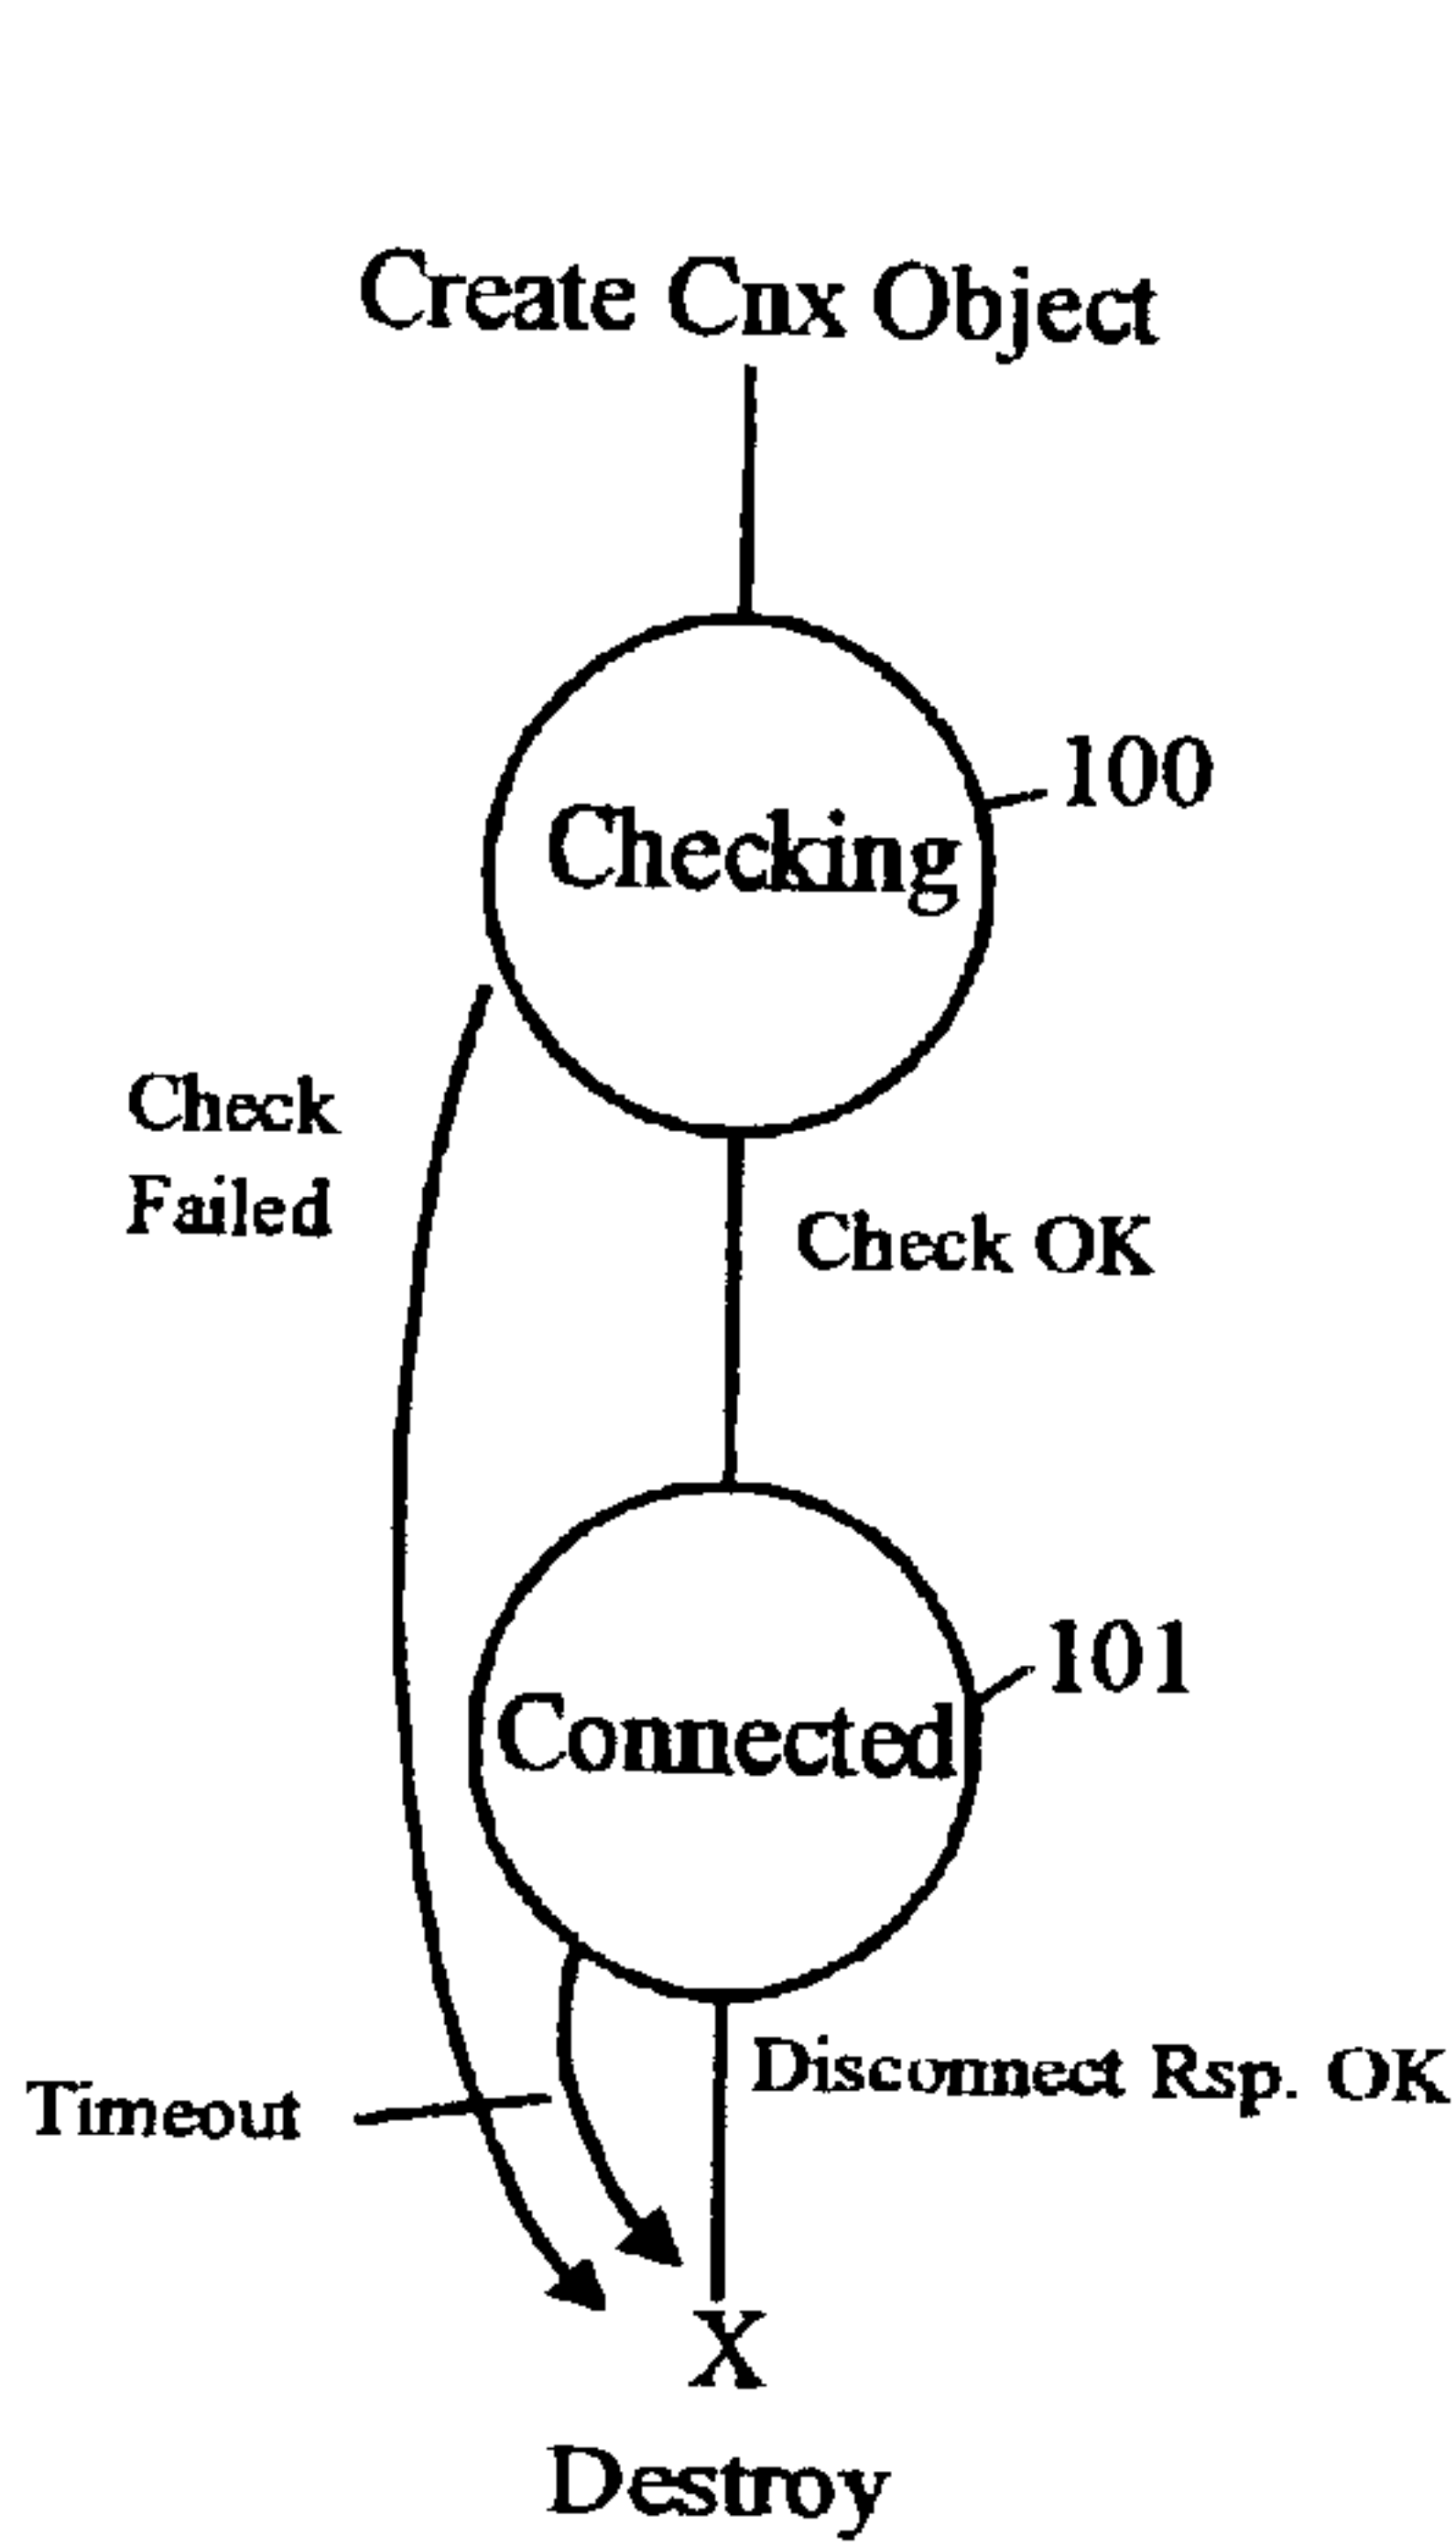 Create Cnx Object
100
Checking
Check
Failed
Check OK
101
Connected
Disconnect Rsp. OK
Timeout
X
Destroy